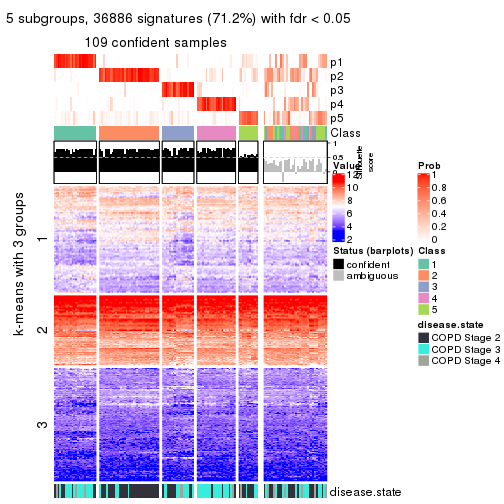 5 subgroups, 36886 signatures (71.2%) with fdr < 0.05
109 confident samples
p1
p2
p3
p4
p5
Class
1
0.5
0
Silhouette
score
Value
12
10
8
6
4
2
Prob
1
0.8
0.6
0.4
0.2
0
Status (barplots)
confident
ambiguous
Class
1
2
3
4
5
disease.state
COPD Stage 2
COPD Stage 3
COPD Stage 4
k-means with 3 groups
1
2
3
disease.state